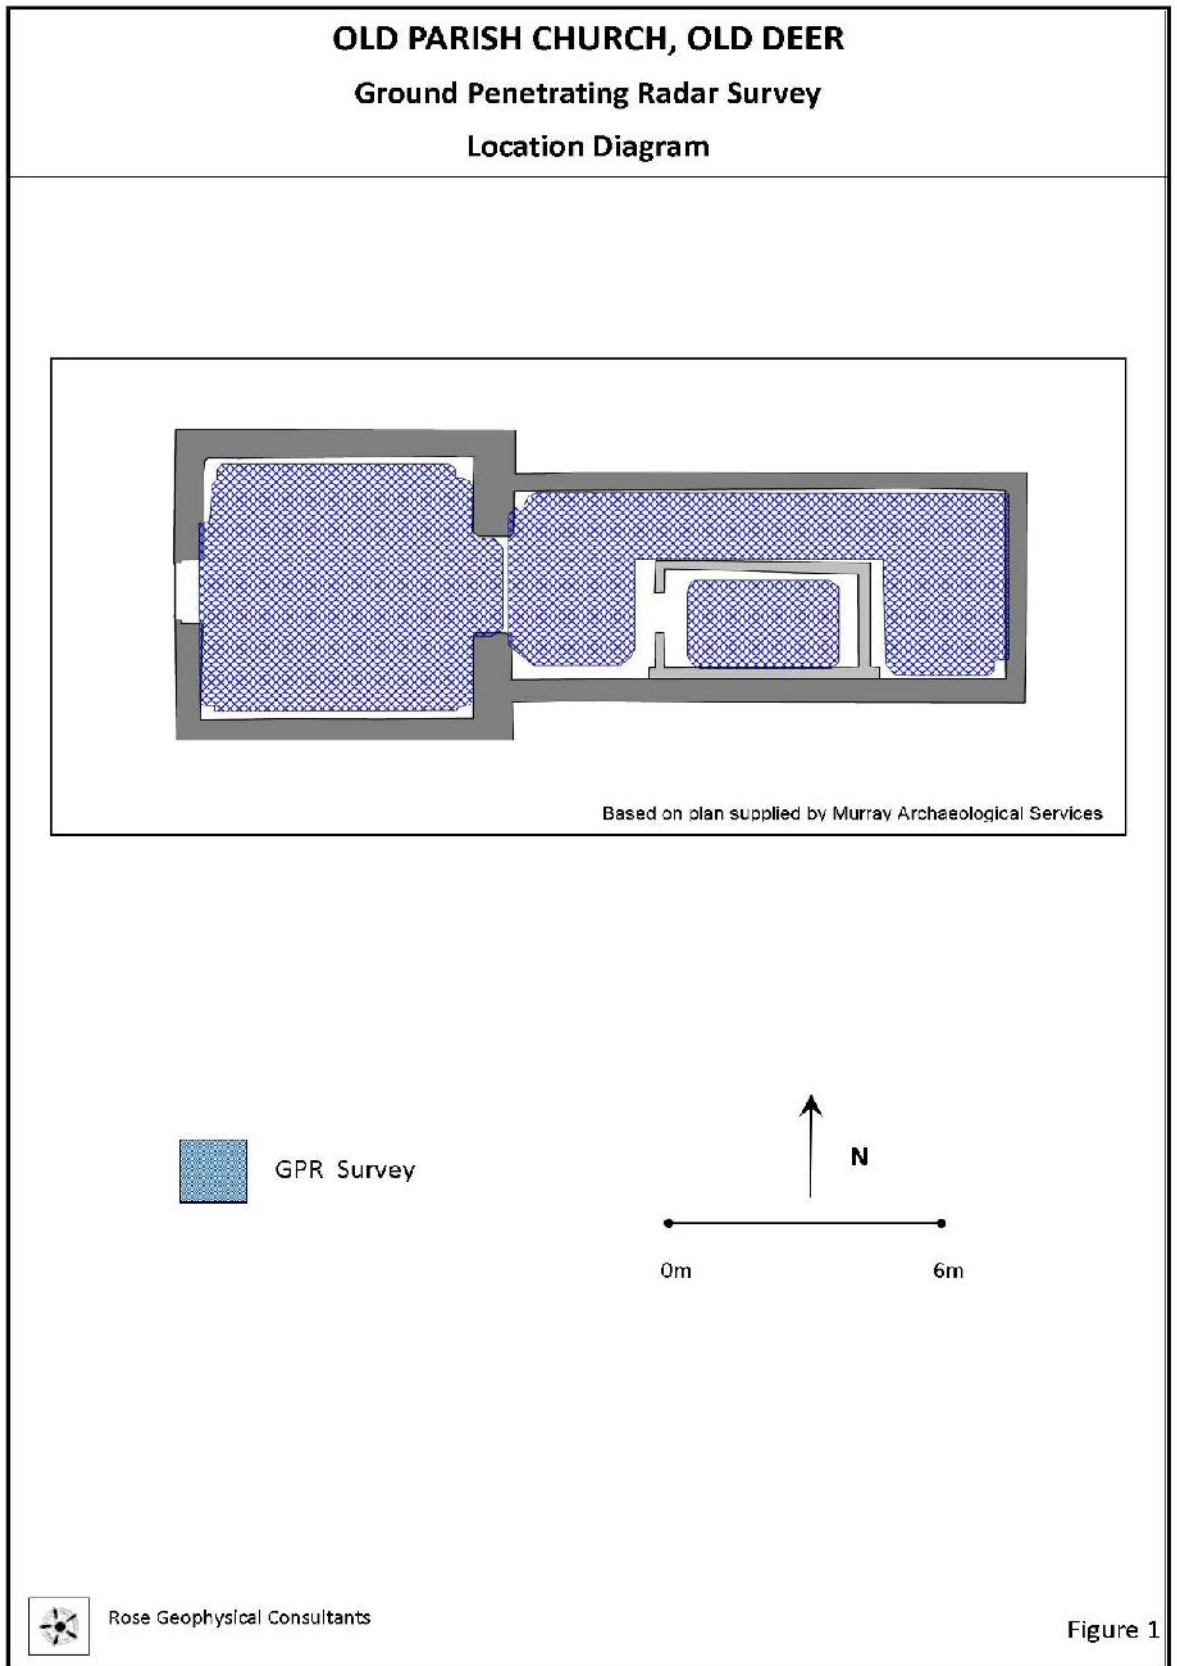 OLD PARISH CHURCH, OLD DEER
Ground Penetrating Radar Survey
Location Diagram
Based on plan supplied by Murray Archaeological Services
GPR Survey
N
0m 6m
Rose Geophysical Consultants
Figure 1